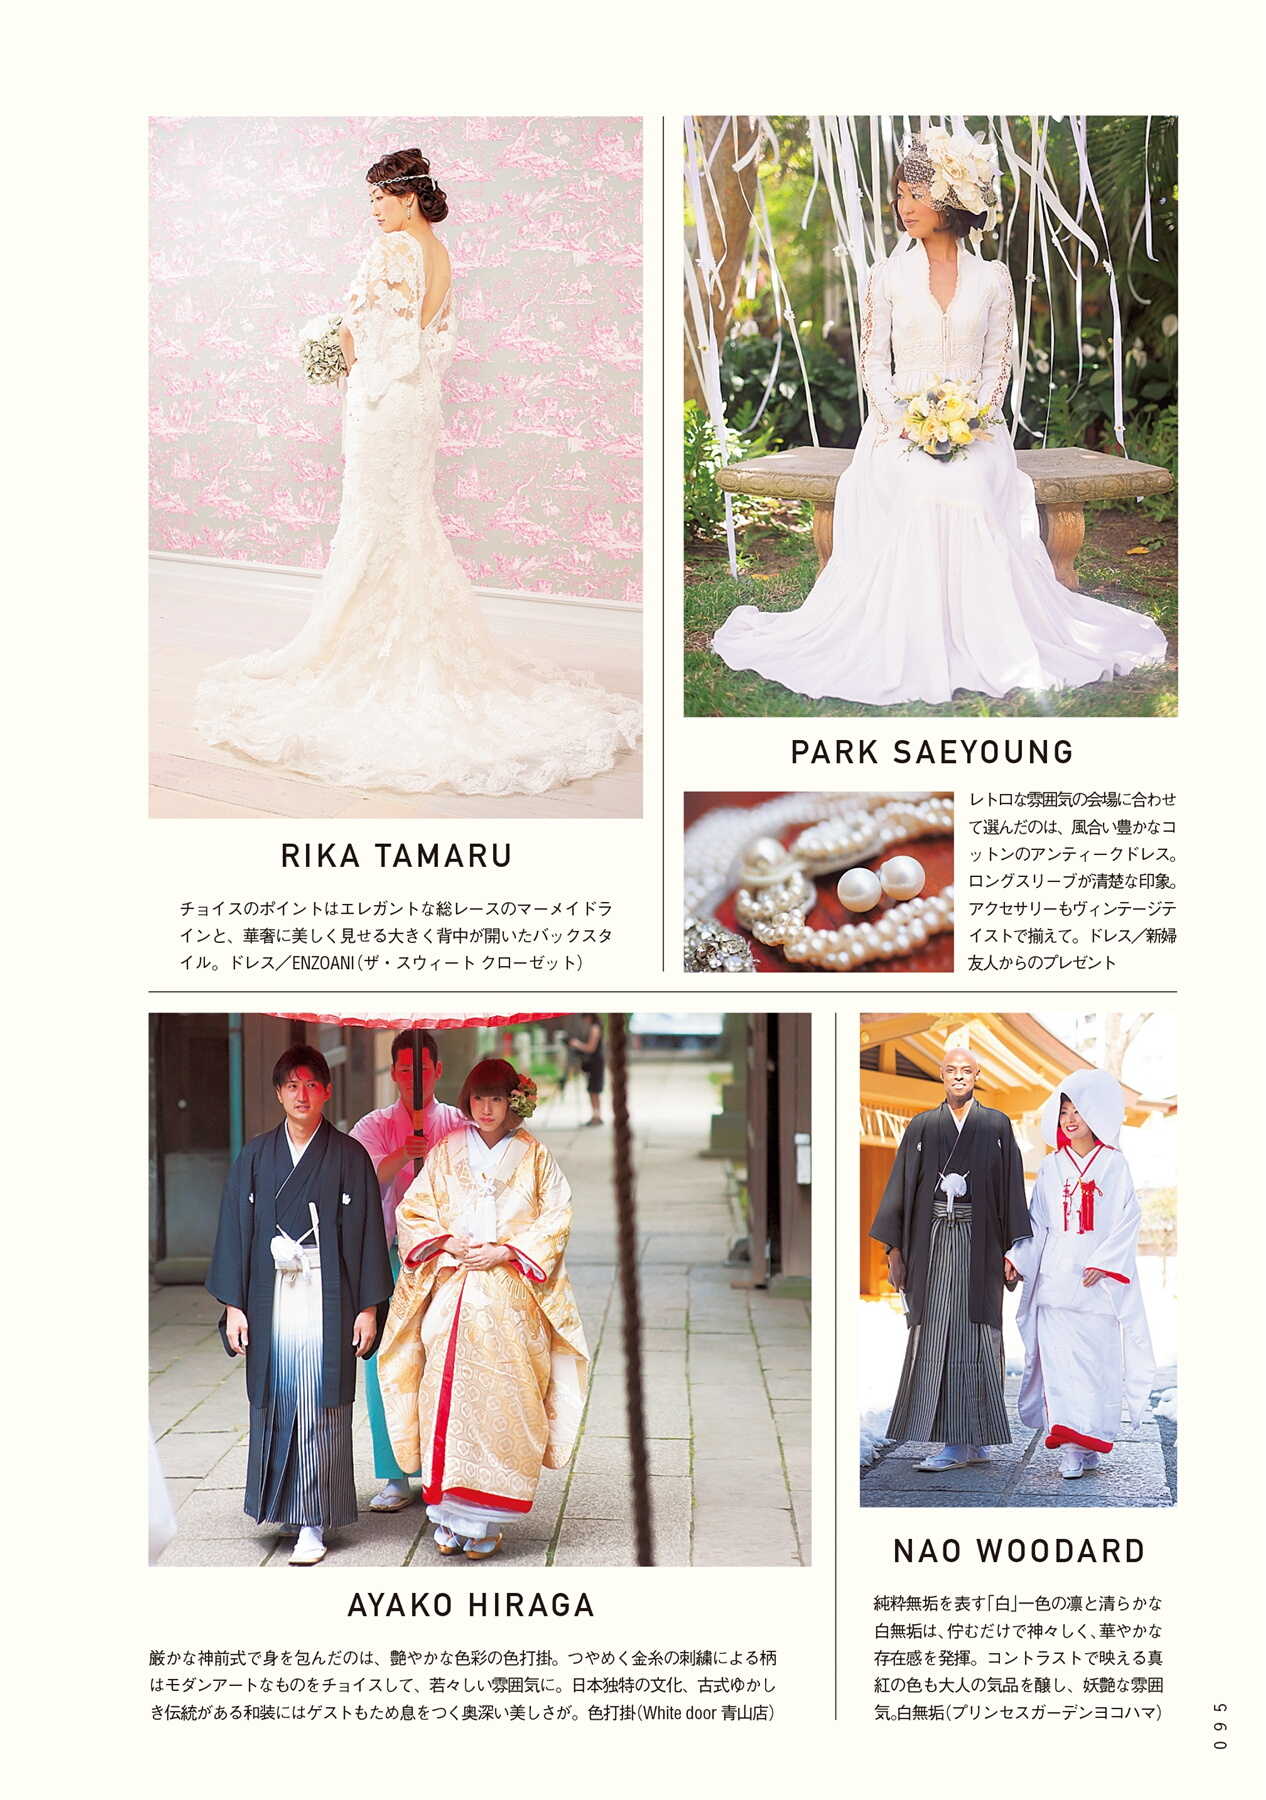 RIKA TAMARU
チョイスのポイントはエレガントな総レースのマーメイドラ
インと、華奢に美しく見せる大きく背中が開いたバックスタ
イル。ドレス／ENZOANI（ザ・スウィート クローゼット）
PARK SAEYOUNG
レトロな雰囲気の会場に合わせ
て選んだのは、風合い豊かなコ
ットンのアンティークドレス。
ロングスリーブが清楚な印象。
アクセサリーもヴィンテージテ
イストで揃えて。ドレス／新婦
友人からのプレゼント
AYAKO HIRAGA
厳かな神前式で身を包んだのは、艶やかな色彩の色打掛。つやめく金糸の刺繍による柄
はモダンアートなものをチョイスして、若々しい雰囲気に。日本独特の文化、古式ゆかし
き伝統がある和装にはゲストもため息をつく奥深い美しさが。色打掛（White door 青山店）
NAO WOODARD
純粋無垢を表す「白」一色の凛と清らかな
白無垢は、佇むだけで神々しく、華やかな
存在感を発揮。コントラストで映える真
紅の色も大人の気品を醸し、妖艶な雰囲
気。白無垢（プリンセスガーデンヨコハマ）
095